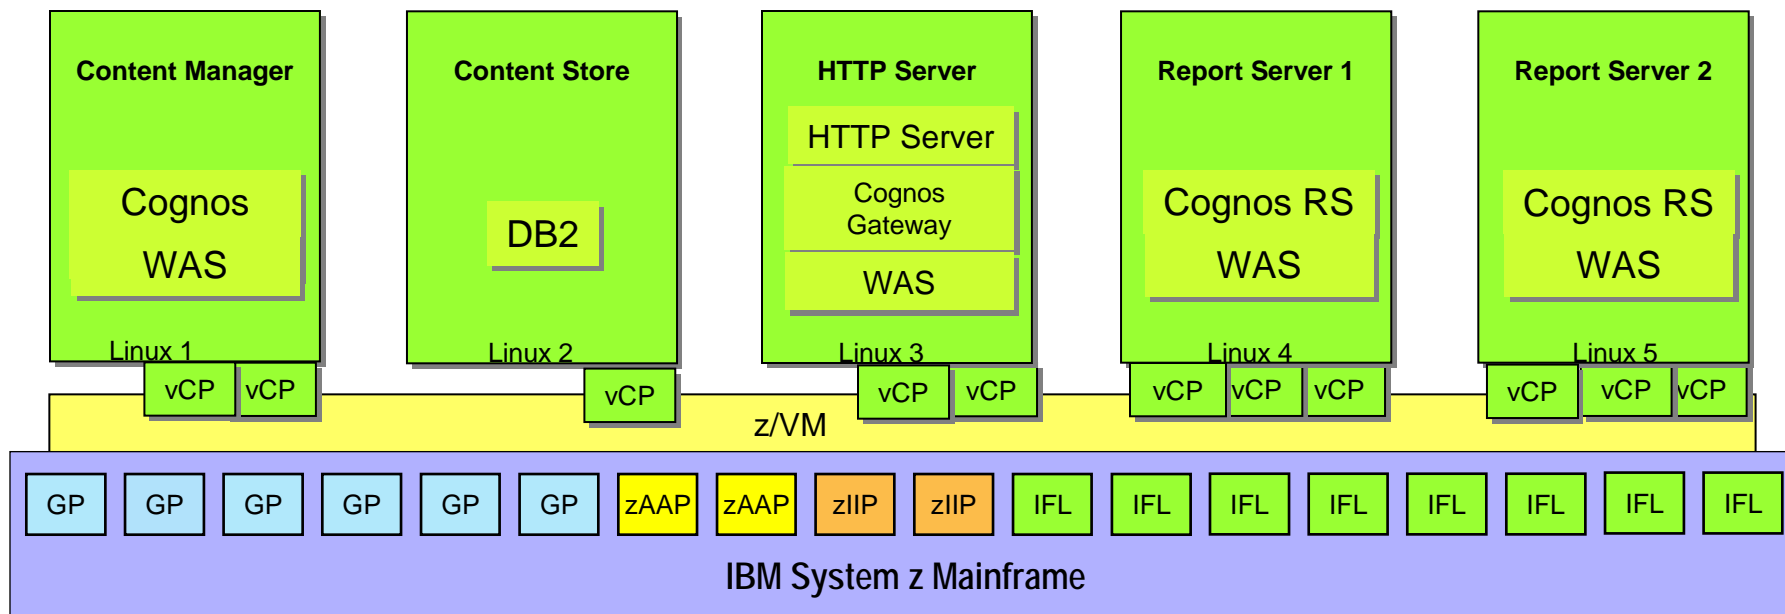 Content Manager
Cognos
WAS
Linux 1
vCP vCP
Content Store
DB2
Linux 2
vCP
HTTP Server
HTTP Server
Cognos
Gateway
WAS
Linux 3
vCP vCP
Report Server 1
Cognos RS
WAS
Linux 4
vCP vCP vCP
Report Server 2
Cognos RS
WAS
Linux 5
vCP vCP vCP
z/VM
GP GP GP GP GP GP zAAP zAAP zIIP zIIP IFL IFL IFL IFL IFL IFL IFL IFL
IBM System z Mainframe